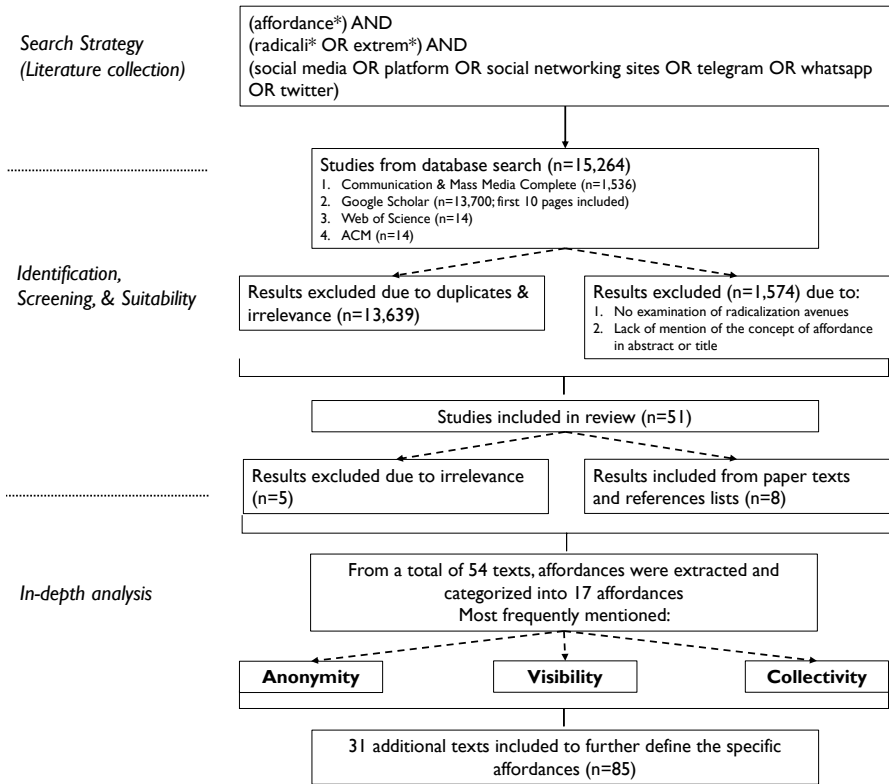 Search Strategy
(Literature collection)
(affordance*) AND
(radicali* OR extrem*) AND
(social media OR platform OR social networking sites OR telegram OR whatsapp
OR twitter)
Studies from database search (n=15,264)
1. Communication & Mass Media Complete (n=1,536)
2. Google Scholar (n=13,700; first 10 pages included)
3. Web of Science (n=14)
4. ACM (n=14)
Identification,
Screening, & Suitability
Results excluded due to duplicates &
irrelevance (n=13,639)
Results excluded (n=1,574) due to:
1. No examination of radicalization avenues
2. Lack of mention of the concept of affordance
in abstract or title
Studies included in review (n=51)
Results excluded due to irrelevance
(n=5)
Results included from paper texts
and references lists (n=8)
In-depth analysis
From a total of 54 texts, affordances were extracted and
categorized into 17 affordances
Most frequently mentioned:
Anonymity
Visibility
Collectivity
31 additional texts included to further define the specific
affordances (n=85)